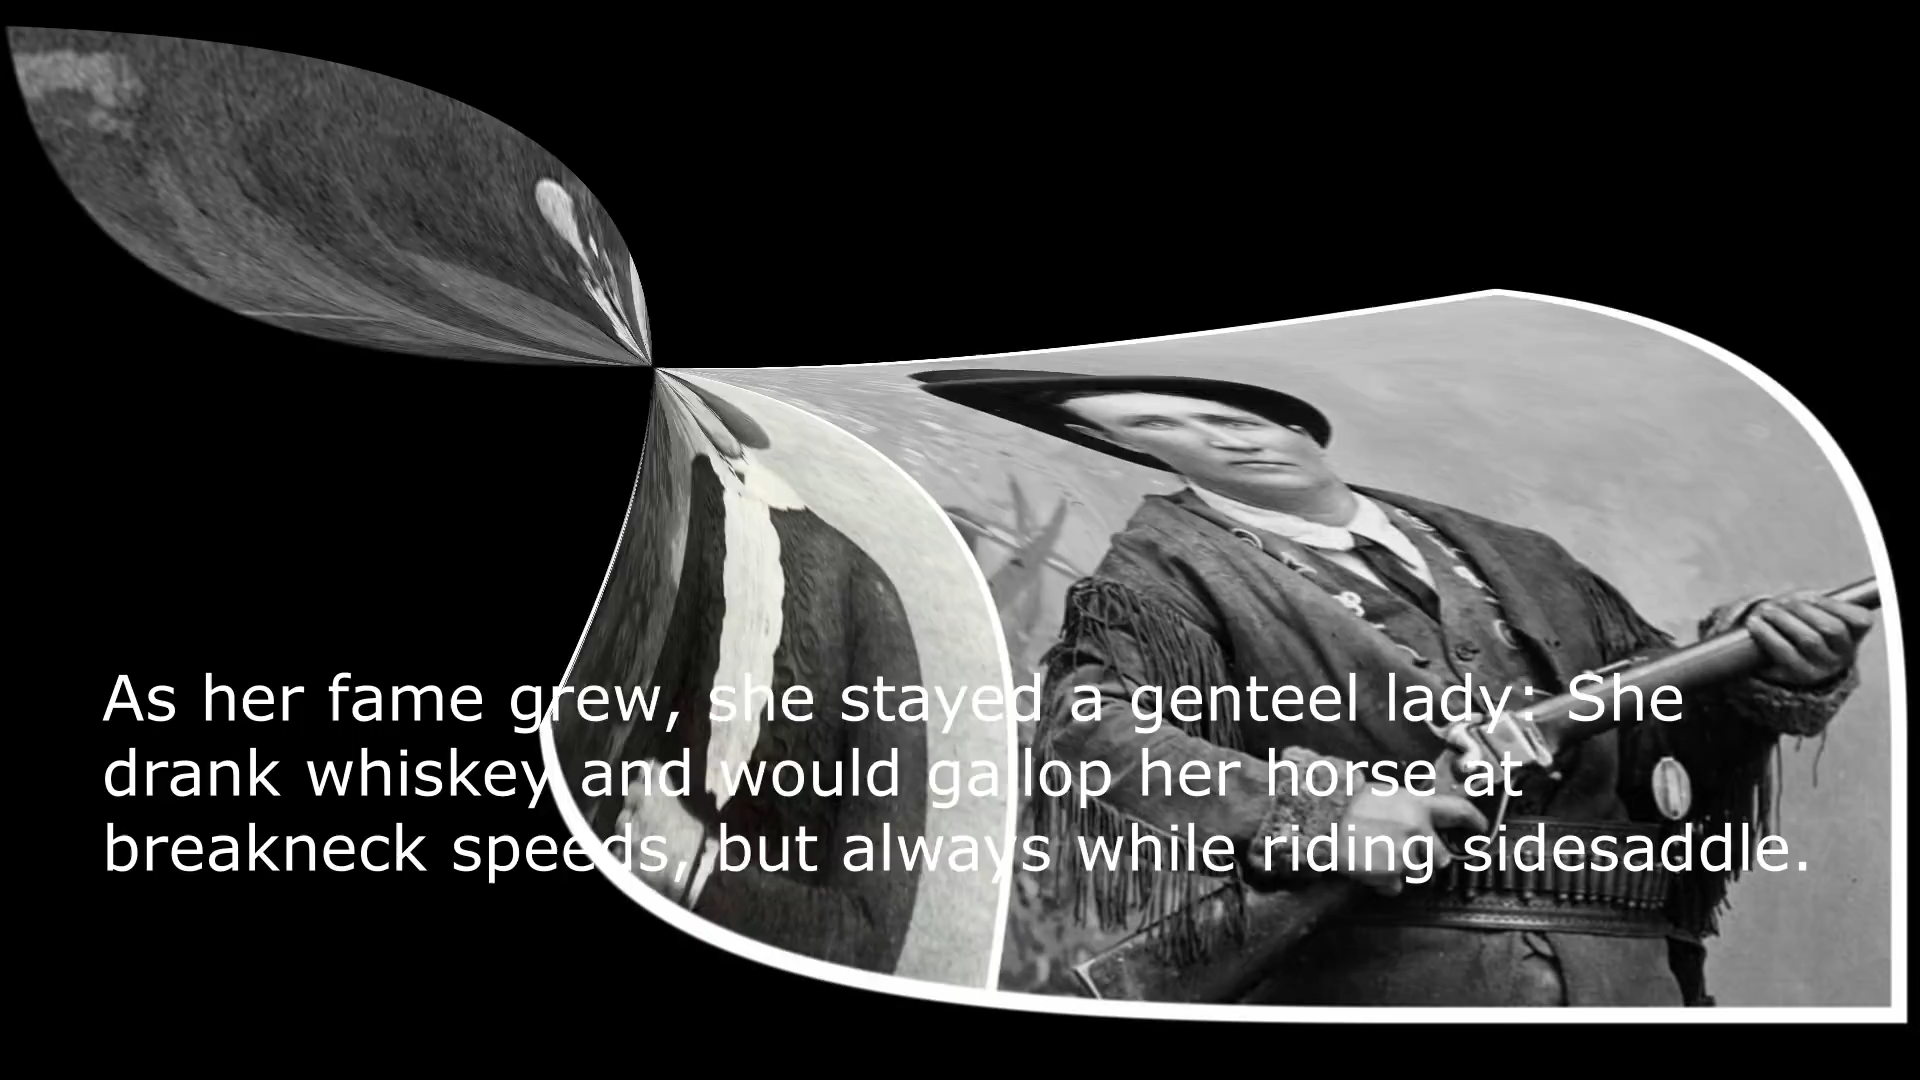 As her fame grew, she stayed a genteel lady: She
drank whiskey and would gallop her horse at
breakneck speeds, but always while riding sidesaddle.